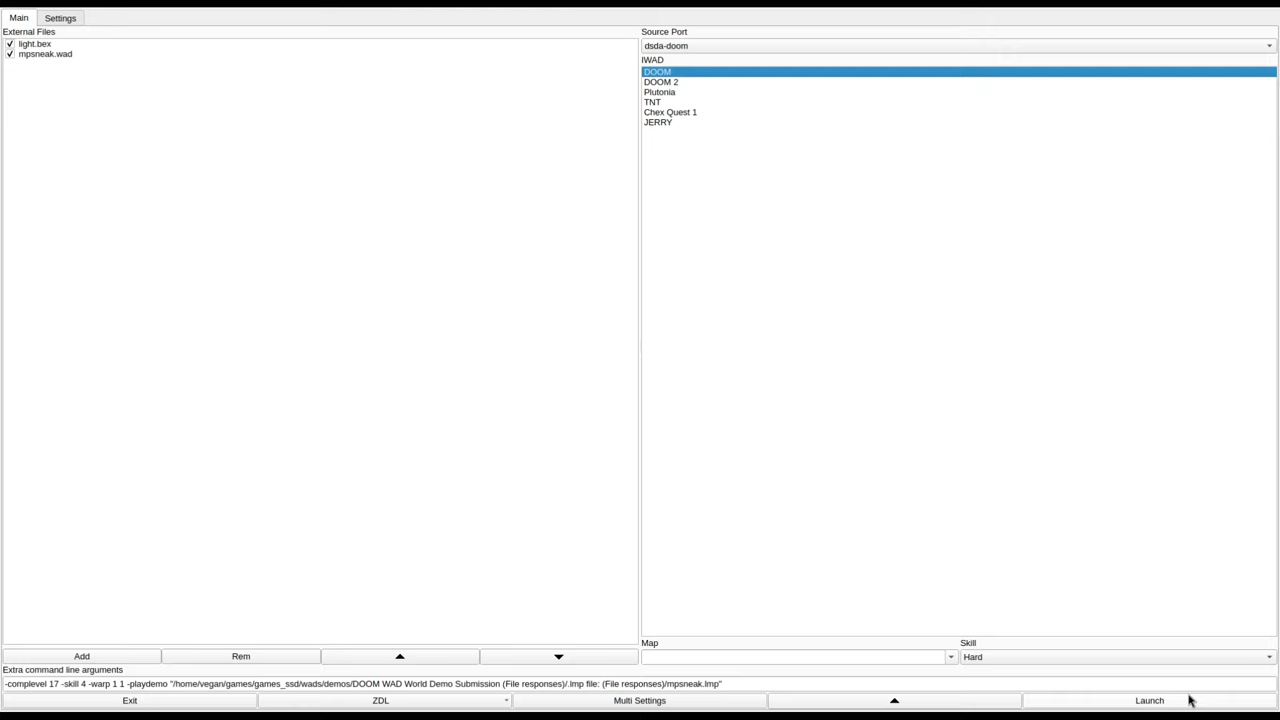 Main Settings
External Files
light.bex
mpsneak.wad
Source Port
dsda-doom
IWAD
DOOM
DOOM 2
Plutonia
TNT
Chex Quest 1
JERRY
Map
Skill
Hard
Add
Rem
Extra command line arguments
-complevel 17 -skill 4 -warp 1 1 -playdemo "/home/vegan/games/games_ssd/wads/demos/DOOM WAD World Demo Submission (File responses)/.lmp file: (File responses)/mpsneak.lmp"
Exit
ZDL
Multi Settings
Launch